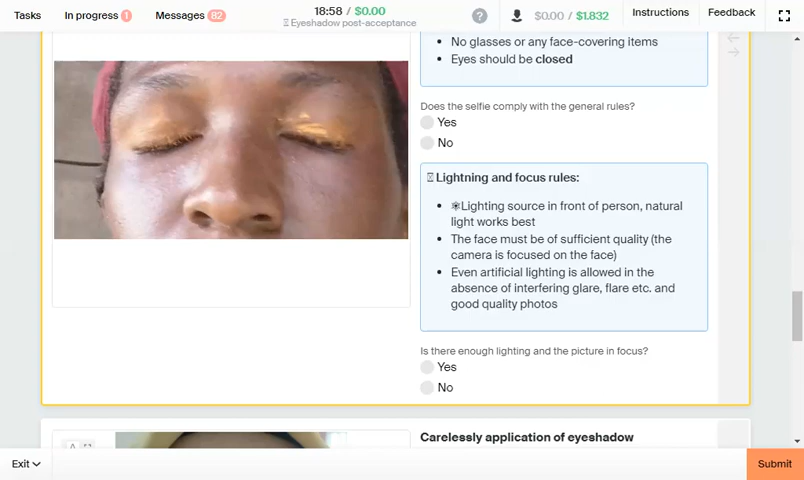 Tasks
In progress 1
Messages 82
18:58 / $0.00
Eyeshadow post-acceptance
?
$0.00 / $1.832
Instructions
Feedback
No glasses or any face-covering items
Eyes should be closed
Does the selfie comply with the general rules?
Yes
No
Lightning and focus rules:
Lighting source in front of person, natural
light works best
The face must be of sufficient quality (the
camera is focused on the face)
Even artificial lighting is allowed in the
absence of interfering glare, flare etc. and
good quality photos
Is there enough lighting and the picture in focus?
Yes
No
Carelessly application of eyeshadow
Exit
Submit